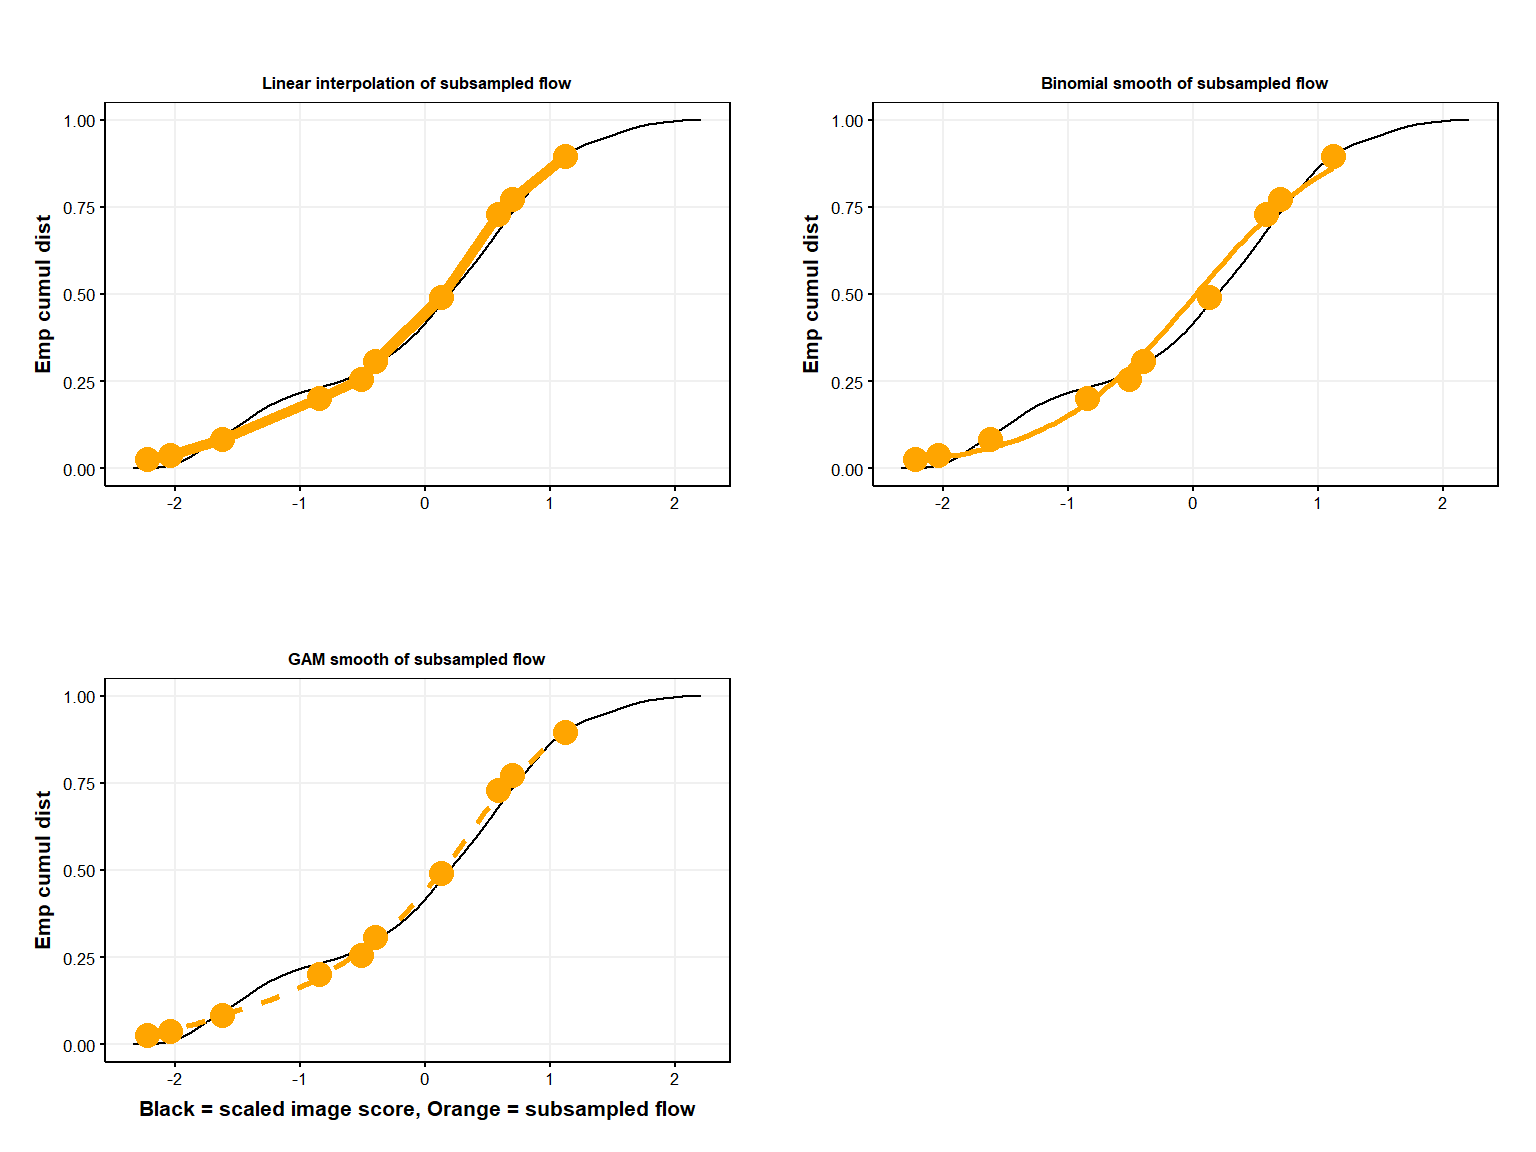 Linear interpolation of subsampled flow
Emp cumul dist
1.00
0.75
0.50
0.25
0.00
-2 -1 0 1 2
Binomial smooth of subsampled flow
Emp cumul dist
1.00
0.75
0.50
0.25
0.00
-2 -1 0 1 2
GAM smooth of subsampled flow
Emp cumul dist
1.00
0.75
0.50
0.25
0.00
-2 -1 0 1 2
Black = scaled image score, Orange = subsampled flow